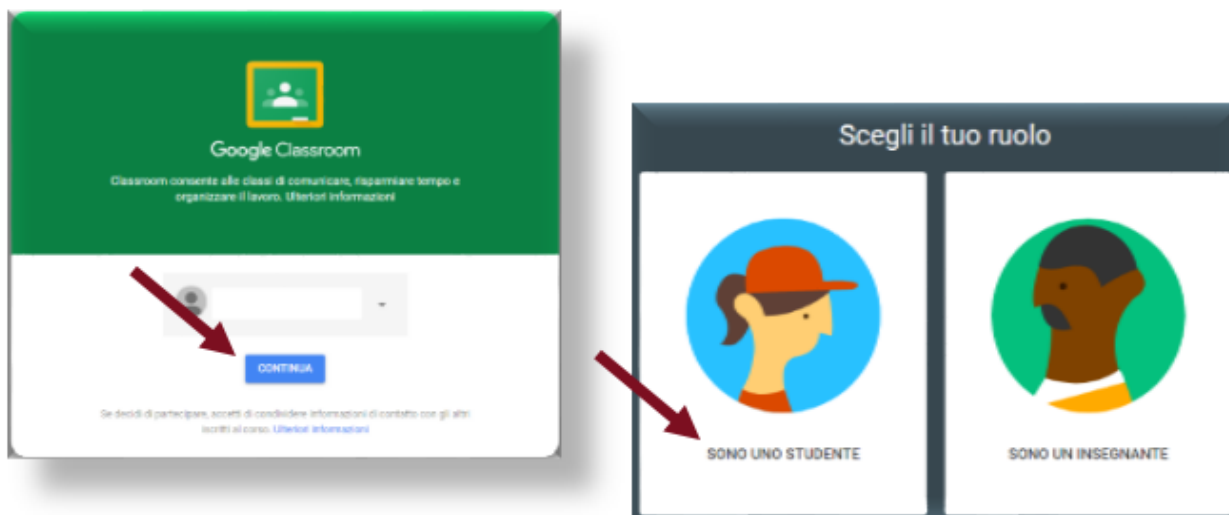 Google Classroom
Classroom consente alle classi di comunicare, risparmiare tempo e
organizzare il lavoro. Ulteriori informazioni
CONTINUA
Se decidi di partecipare, accetti di condividere informazioni di contatto con gli altri
iscritti al corso. Ulteriori informazioni
Scegli il tuo ruolo
SONO UNO STUDENTE
SONO UN INSEGNANTE